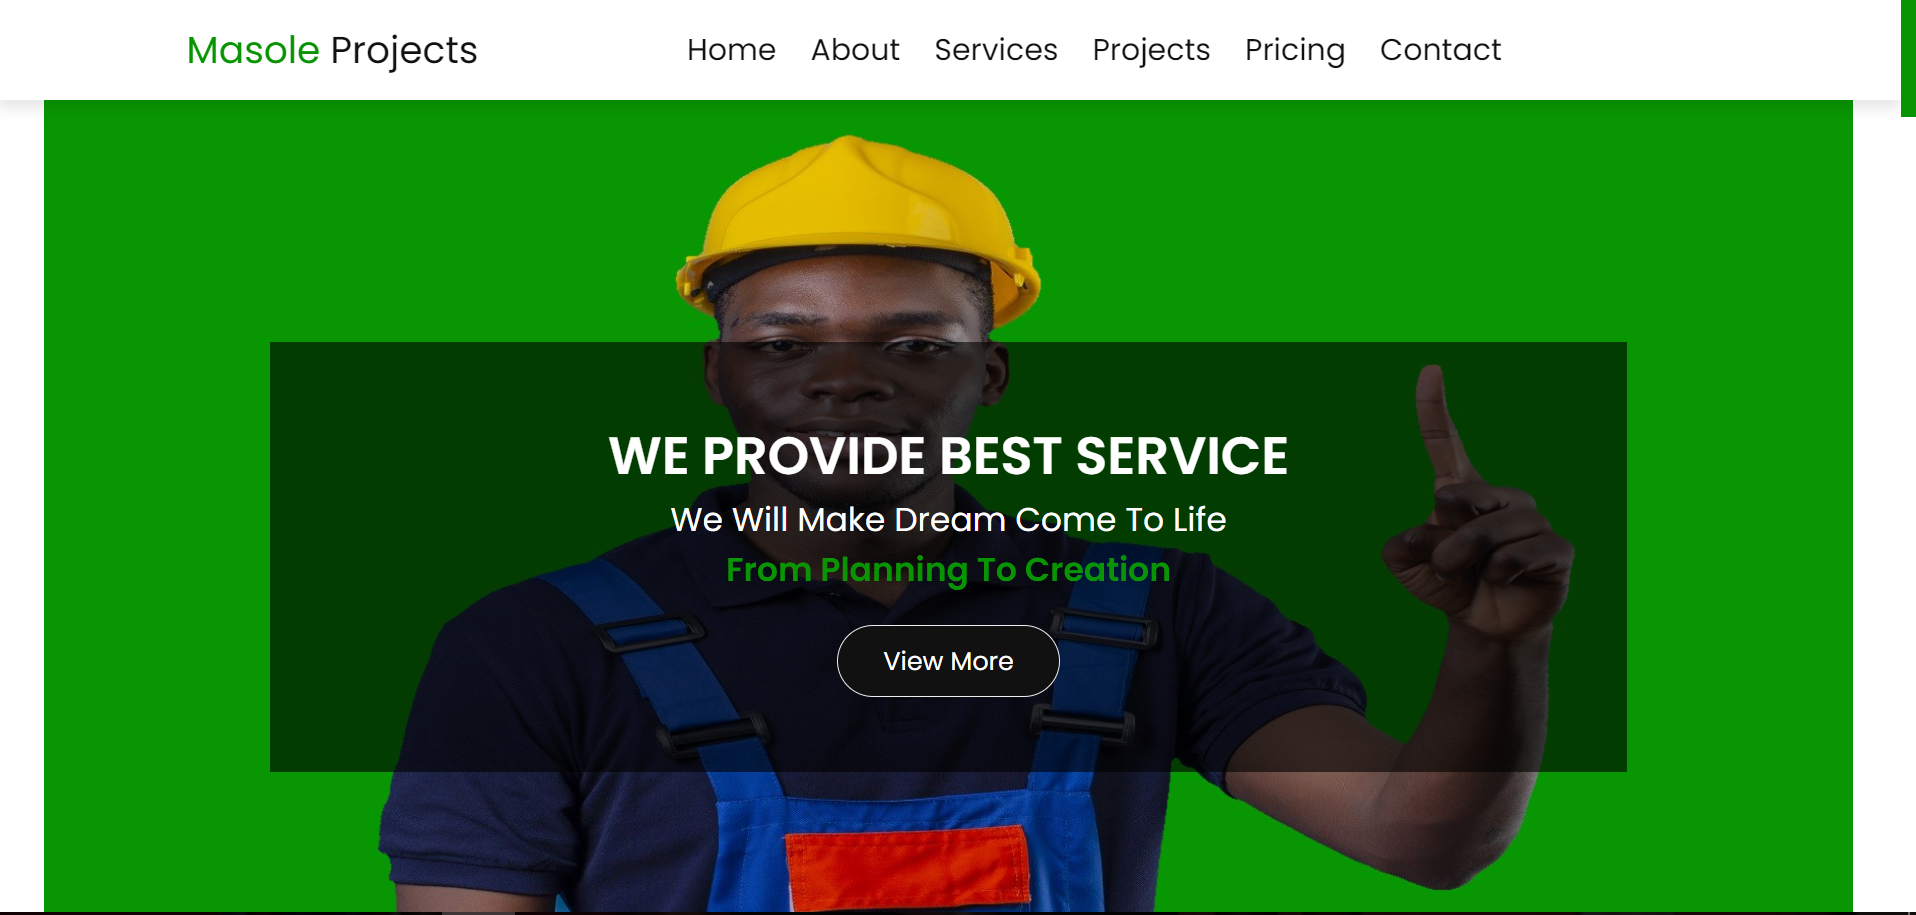 Masole Projects
Home About Services Projects Pricing Contact
WE PROVIDE BEST SERVICE
We Will Make Dream Come To Life
From Planning To Creation
View More